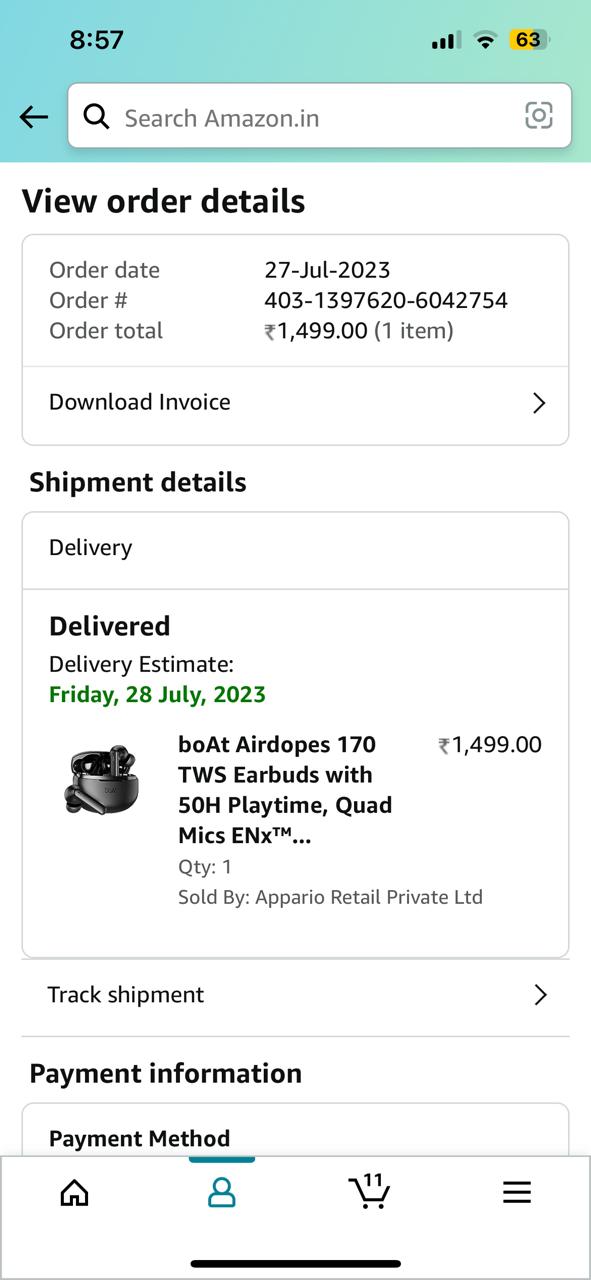 8:57
63
Search Amazon.in
View order details
Order date 27-Jul-2023
Order # 403-1397620-6042754
Order total ₹1,499.00 (1 item)
Download Invoice
Shipment details
Delivery
Delivered
Delivery Estimate:
Friday, 28 July, 2023
boAt Airdopes 170 ₹1,499.00
TWS Earbuds with
50H Playtime, Quad
Mics ENx™...
Qty: 1
Sold By: Appario Retail Private Ltd
Track shipment
Payment information
Payment Method
11